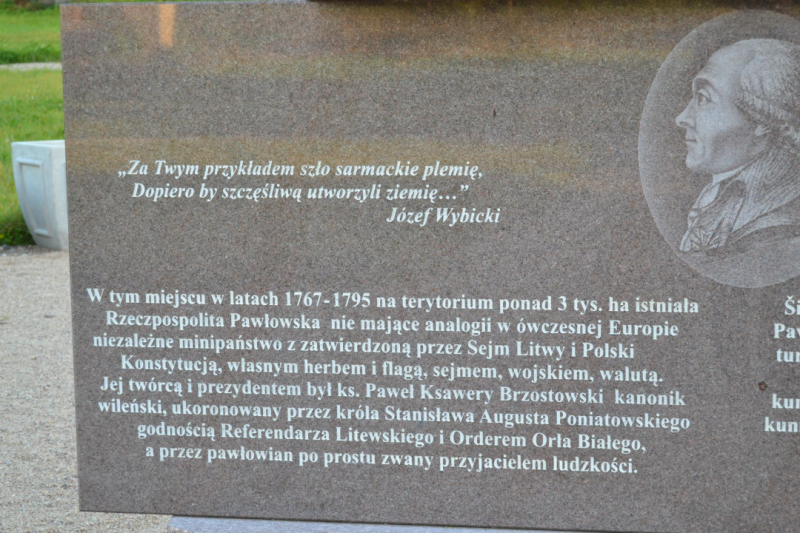 „Za Twym przykładem szło sarmackie plemię,
Dopiero by szczęśliwą utworzyli ziemię...”
Józef Wybicki
W tym miejscu w latach 1767-1795 na terytorium ponad 3 tys. ha istniała
Rzeczpospolita Pawłowska nie mające analogii w ówczesnej Europie
niezależne minipaństwo z zatwierdzoną przez Sejm Litwy i Polski
Konstytucją, własnym herbem i flagą, sejmem, wojskiem, walutą.
Jej twórcą i prezydentem był ks. Paweł Ksawery Brzostowski kanonik
wileński, ukoronowany przez króla Stanisława Augusta Poniatowskiego
godnością Referendarza Litewskiego i Orderem Orła Białego,
a przez pawłowian po prostu zwany przyjacielem ludzkości.